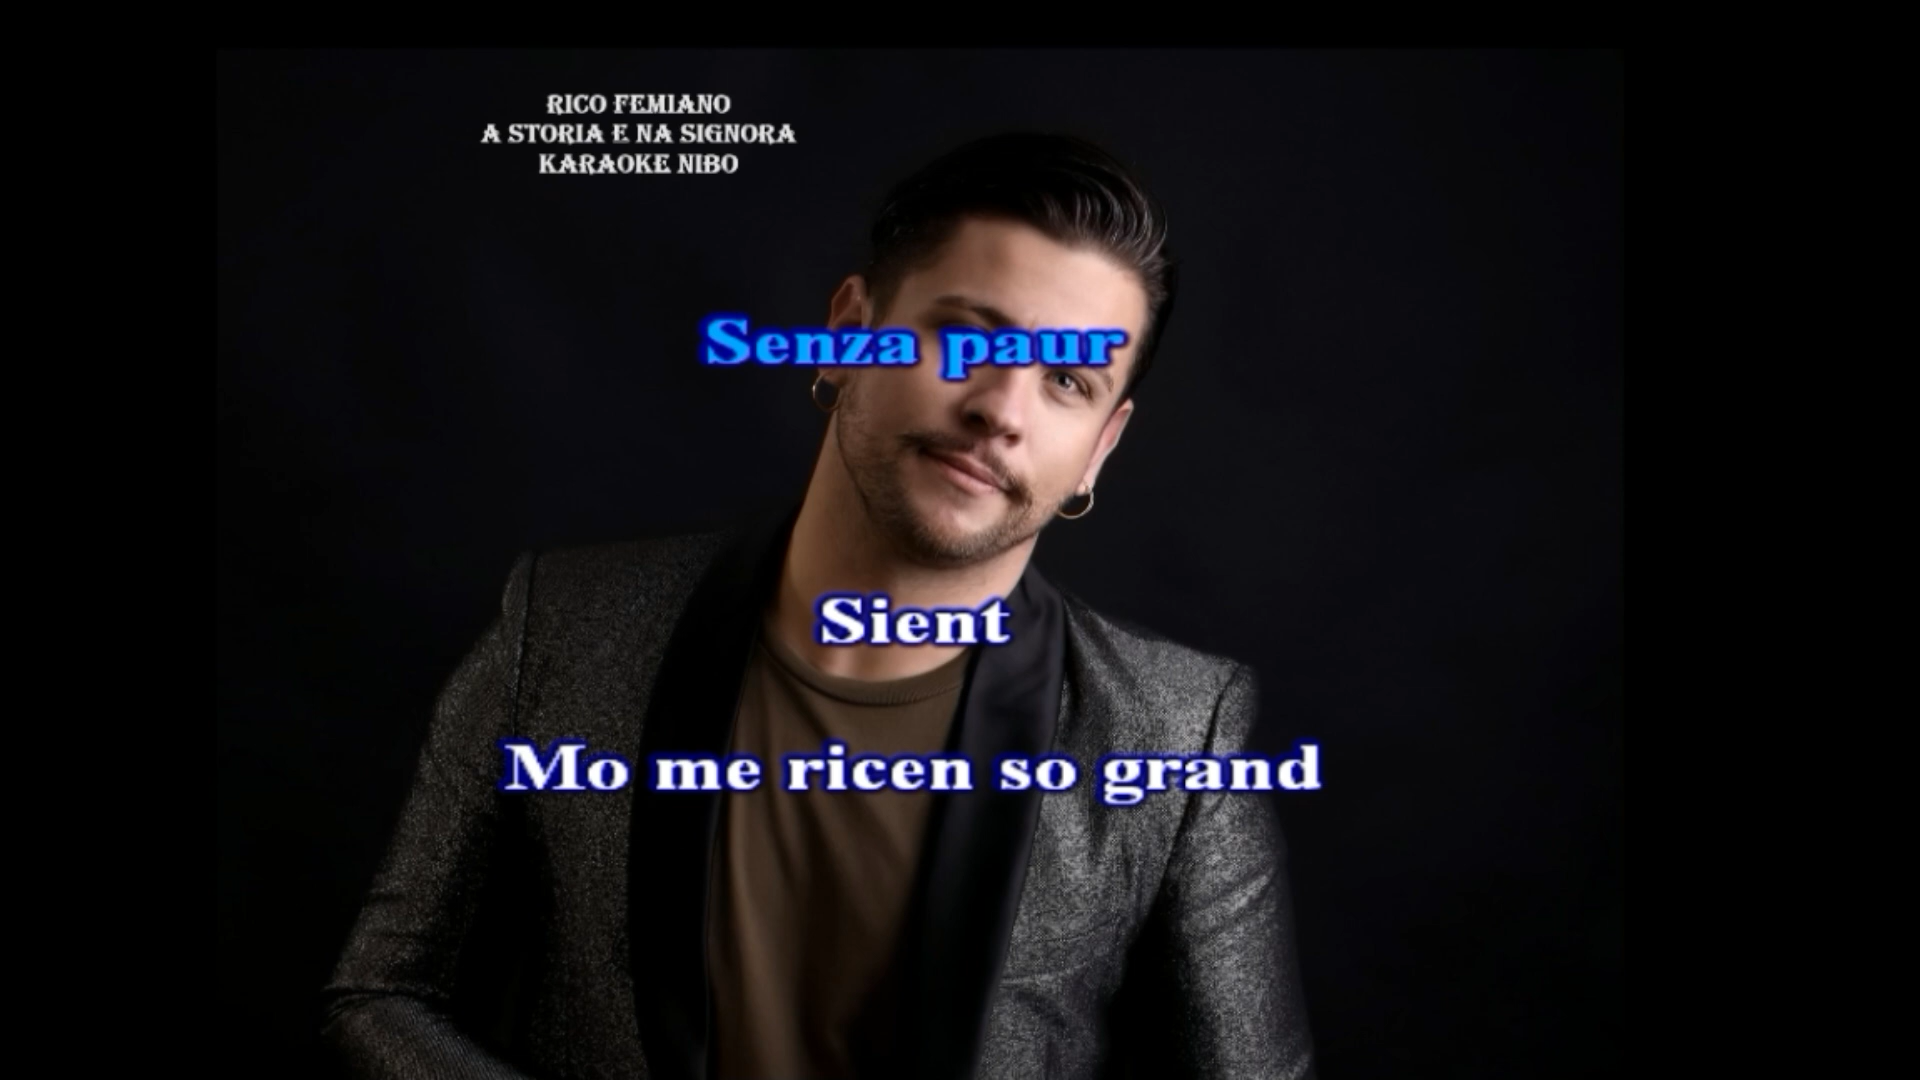 RICO FEMIANO
A STORIA E NA SIGNORA
KARAOKE NIBO
Senza paur
Sient
Mo me ricen so grand